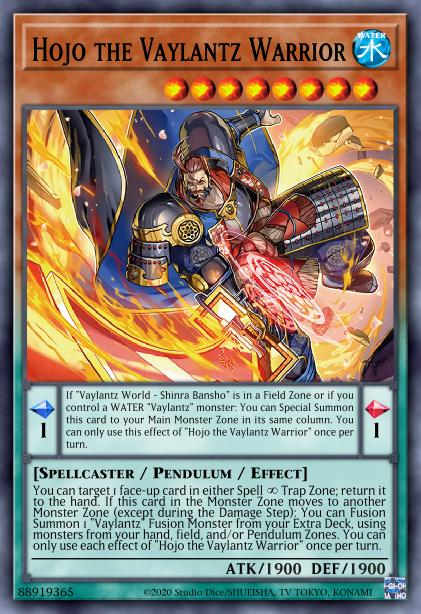 Hojo the Vaylantz Warrior
WATER
水
If "Vaylantz World - Shinra Bansho" is in a Field Zone or if you
control a WATER "Vaylantz" monster: You can Special Summon
this card to your Main Monster Zone in its same column. You
can only use this effect of "Hojo the Vaylantz Warrior" once per
turn.
1
1
[Spellcaster / Pendulum / Effect]
You can target 1 face-up card in either Spell ∞ Trap Zone; return it
to the hand. If this card in the Monster Zone moves to another
Monster Zone (except during the Damage Step): You can Fusion
Summon 1 "Vaylantz" Fusion Monster from your Extra Deck, using
monsters from your hand, field, and/or Pendulum Zones. You can
only use each effect of "Hojo the Vaylantz Warrior" once per turn.
ATK/1900 DEF/1900
88919365
©2020 Studio Dice/SHUEISHA, TV TOKYO, KONAMI